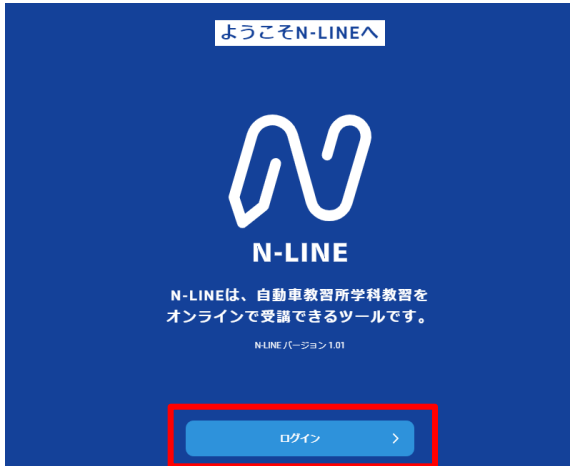 ようこそN-LINEへ
N-LINE
N-LINEは、自動車教習所学科教習を
オンラインで受講できるツールです。
N-LINE バージョン 1.01
ログイン